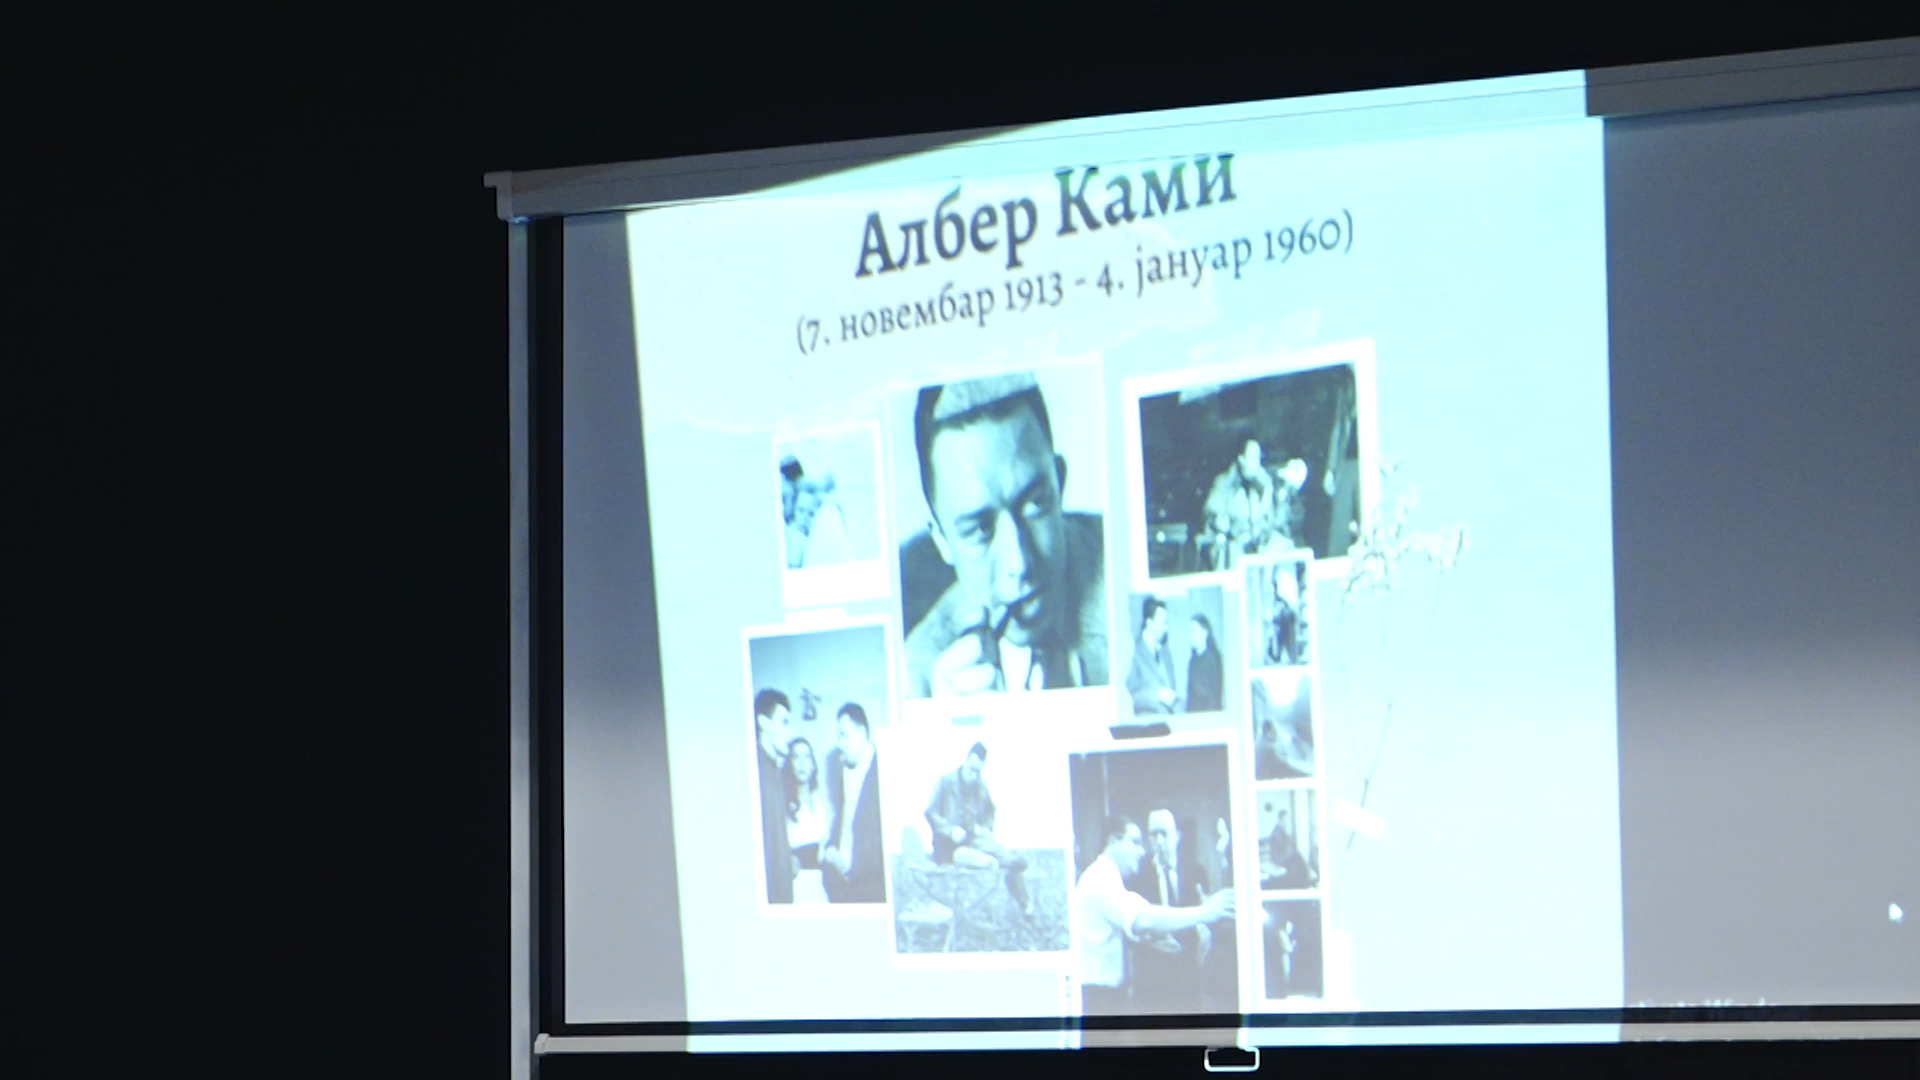 Албер Ками
(7. новембар 1913 - 4. јануар 1960)